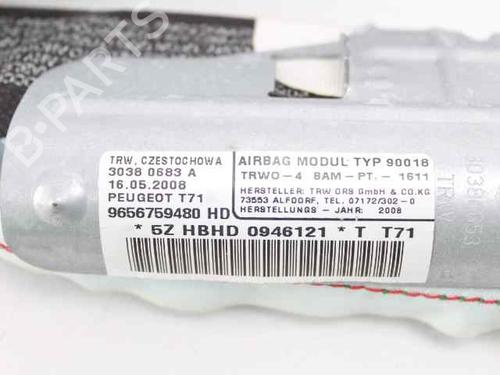 B-PARTS
TRW, CZESTOCHOWA
3038 0683 A
16.05.2008
PEUGEOT T71
9656759480 HD
AIRBAG MODUL TYP 90018
TRWO-4 BAM-PT.-1611
HERSTELLER: TRW ORS GmbH & CO.KG
73553 ALFDORF, TEL. 07172/302-0
HERSTELLUNGS - JAHR: 2008
* 5Z HBHD 0946121 * T T71
TRW